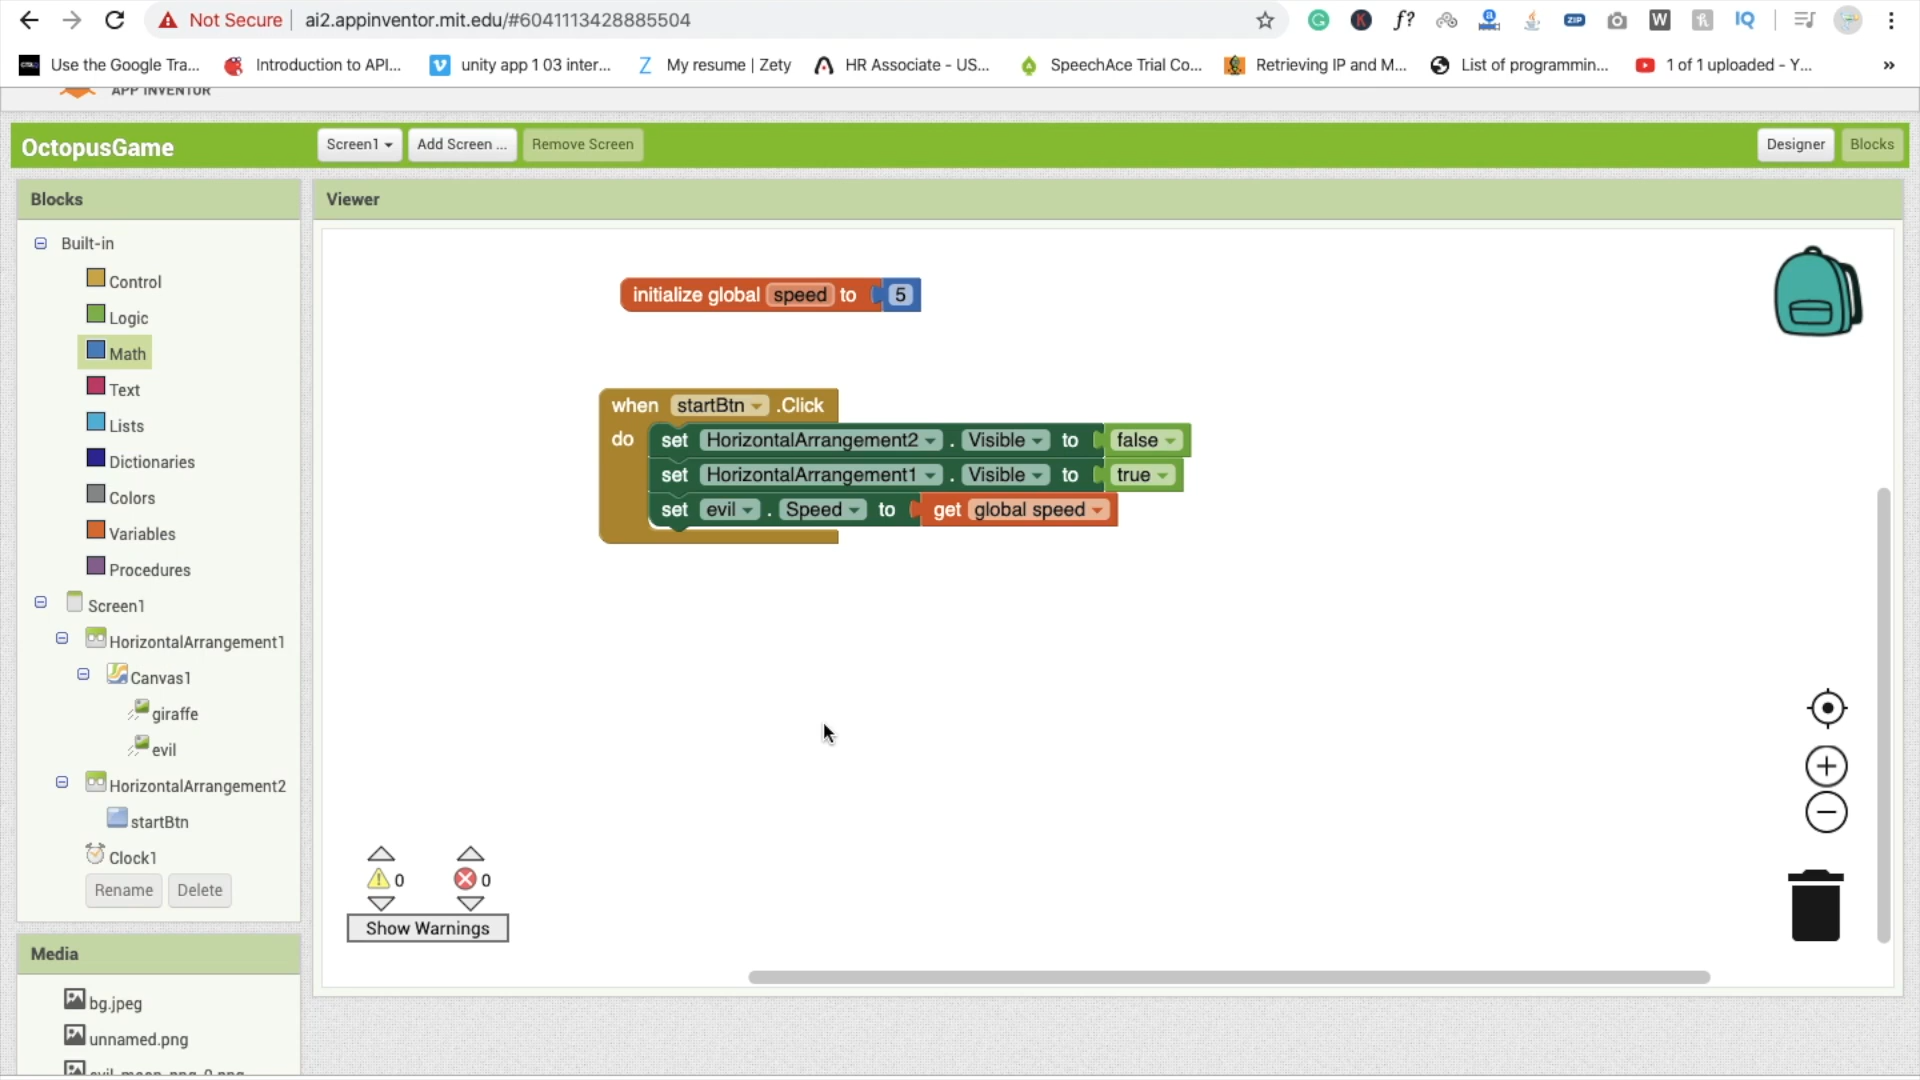 Not Secure | ai2.appinventor.mit.edu/#6041113428885504
f? ZIP W IQ
Use the Google Tra... Introduction to API... unity app 1 03 inter... My resume | Zety HR Associate - US... SpeechAce Trial Co... Retrieving IP and M... List of programmin... 1 of 1 uploaded - Y... »
APP INVENTOR
OctopusGame Screen1 Add Screen ... Remove Screen Designer Blocks
Blocks
Viewer
Built-in
Control
Logic
Math
Text
Lists
Dictionaries
Colors
Variables
Procedures
Screen1
HorizontalArrangement1
Canvas1
giraffe
evil
HorizontalArrangement2
startBtn
Clock1
Rename Delete
Media
bg.jpeg
unnamed.png
initialize global speed to 5
when startBtn .Click
do set HorizontalArrangement2 . Visible to false
set HorizontalArrangement1 . Visible to true
set evil . Speed to get global speed
0 0
Show Warnings